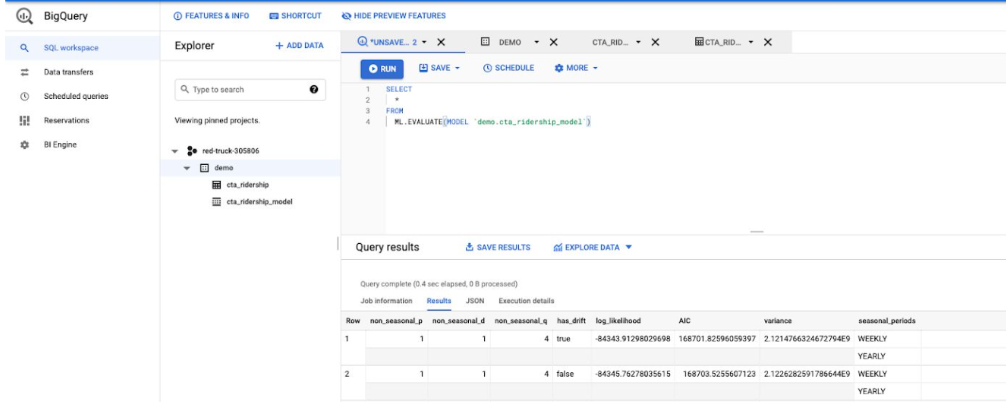 BigQuery
FEATURES & INFO
SHORTCUT
HIDE PREVIEW FEATURES
SQL workspace
Data transfers
Scheduled queries
Reservations
BI Engine
Explorer
+ ADD DATA
Type to search
Viewing pinned projects.
red-truck-305806
demo
cta_ridership
cta_ridership_model
*UNSAVE... 2
DEMO
CTA_RID...
CTA_RID...
RUN
SAVE
SCHEDULE
MORE
1 SELECT
2 *
3 FROM
4 ML.EVALUATE(MODEL `demo.cta_ridership_model`)
Query results
SAVE RESULTS
EXPLORE DATA
Query complete (0.4 sec elapsed, 0 B processed)
Job information Results JSON Execution details
Row non_seasonal_p non_seasonal_d non_seasonal_q has_drift log_likelihood AIC variance seasonal_periods
1 1 1 4 true -84343.91298029698 168701.82596059397 2.1214766324672794E9 WEEKLY
YEARLY
2 1 1 4 false -84345.76278035615 168703.5255607123 2.1226282591786644E9 WEEKLY
YEARLY